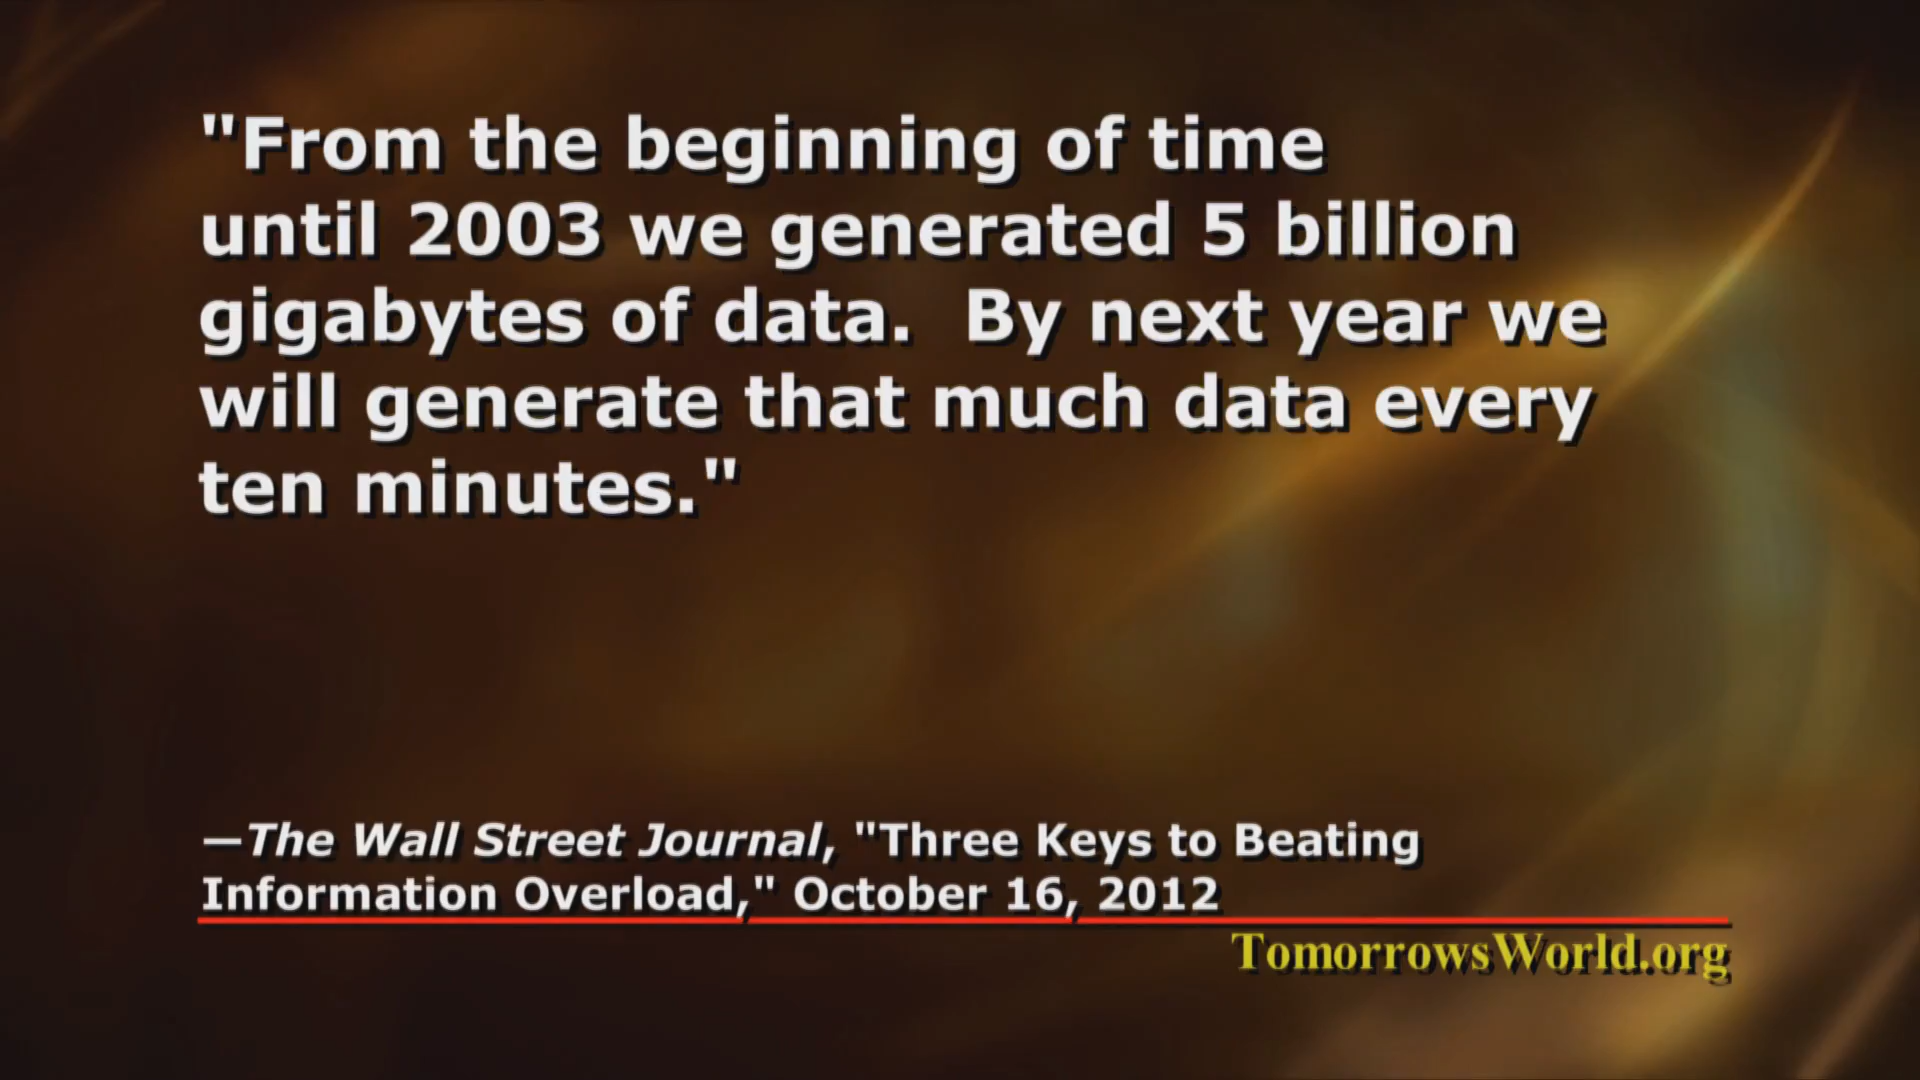 "From the beginning of time
until 2003 we generated 5 billion
gigabytes of data.  By next year we
will generate that much data every
ten minutes."
—The Wall Street Journal, "Three Keys to Beating
Information Overload," October 16, 2012
TomorrowsWorld.org